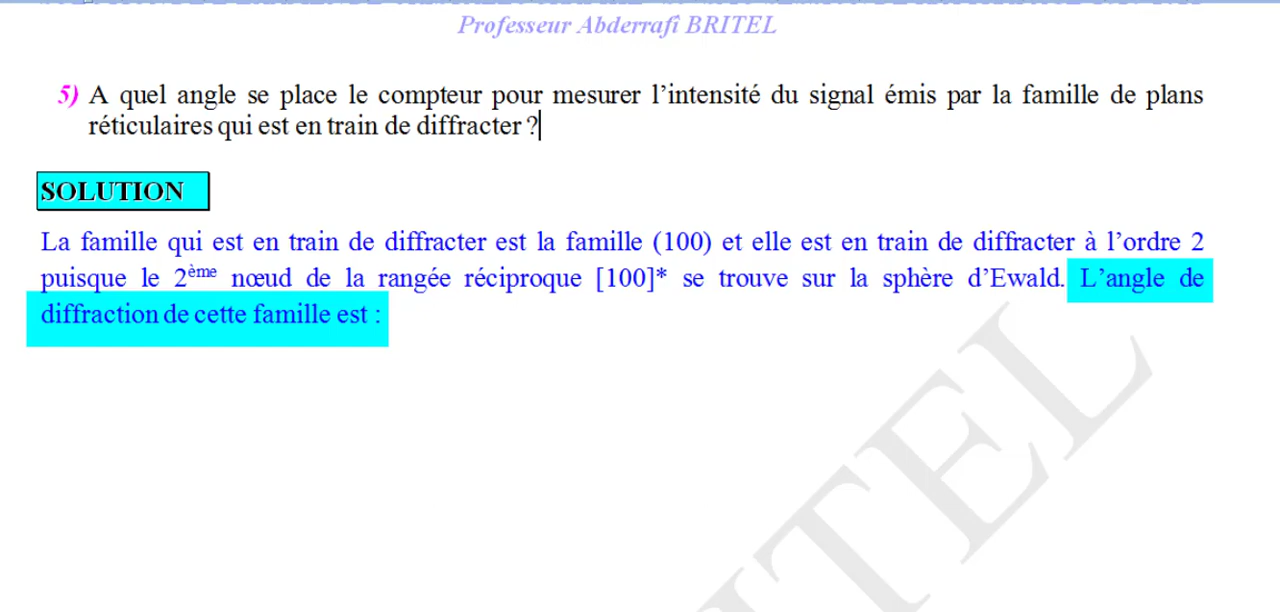 Professeur Abderrafî BRITEL
5) A quel angle se place le compteur pour mesurer l’intensité du signal émis par la famille de plans
réticulaires qui est en train de diffracter ?
SOLUTION
La famille qui est en train de diffracter est la famille (100) et elle est en train de diffracter à l’ordre 2
puisque le 2ème nœud de la rangée réciproque [100]* se trouve sur la sphère d’Ewald. L’angle de
diffraction de cette famille est :
ITEL